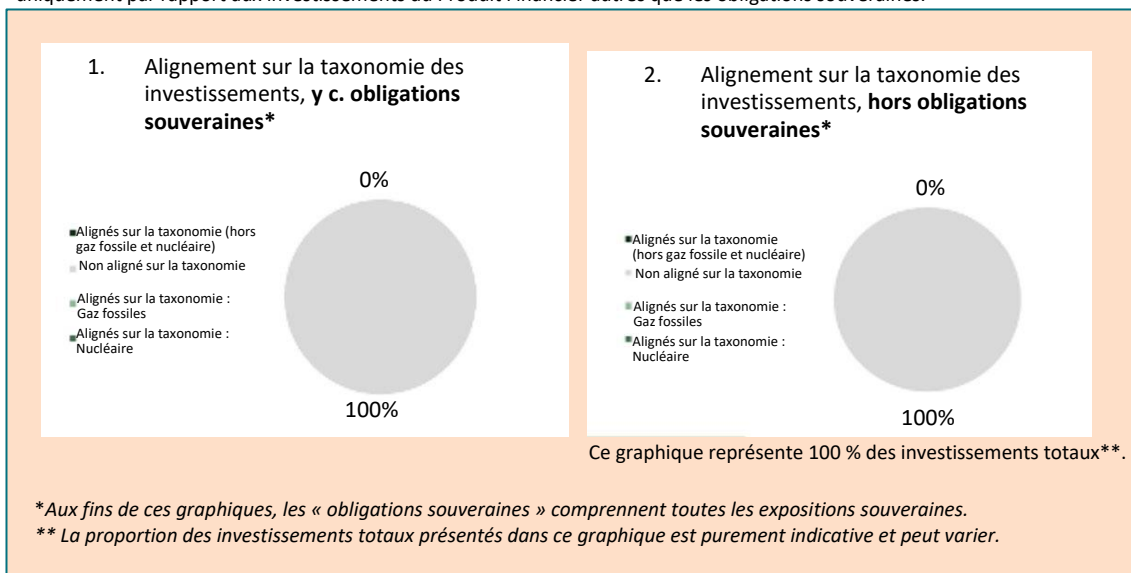 uniquement par rapport aux investissements du Produit Financier autres que les obligations souveraines.
1. Alignement sur la taxonomie des
investissements, y c. obligations
souveraines*
0%
Alignés sur la taxonomie (hors
gaz fossile et nucléaire)
Non aligné sur la taxonomie
Alignés sur la taxonomie :
Gaz fossiles
Alignés sur la taxonomie :
Nucléaire
100%
2. Alignement sur la taxonomie des
investissements, hors obligations
souveraines*
0%
Alignés sur la taxonomie
(hors gaz fossile et nucléaire)
Non aligné sur la taxonomie
Alignés sur la taxonomie :
Gaz fossiles
Alignés sur la taxonomie :
Nucléaire
100%
Ce graphique représente 100 % des investissements totaux**.
*Aux fins de ces graphiques, les « obligations souveraines » comprennent toutes les expositions souveraines.
** La proportion des investissements totaux présentés dans ce graphique est purement indicative et peut varier.